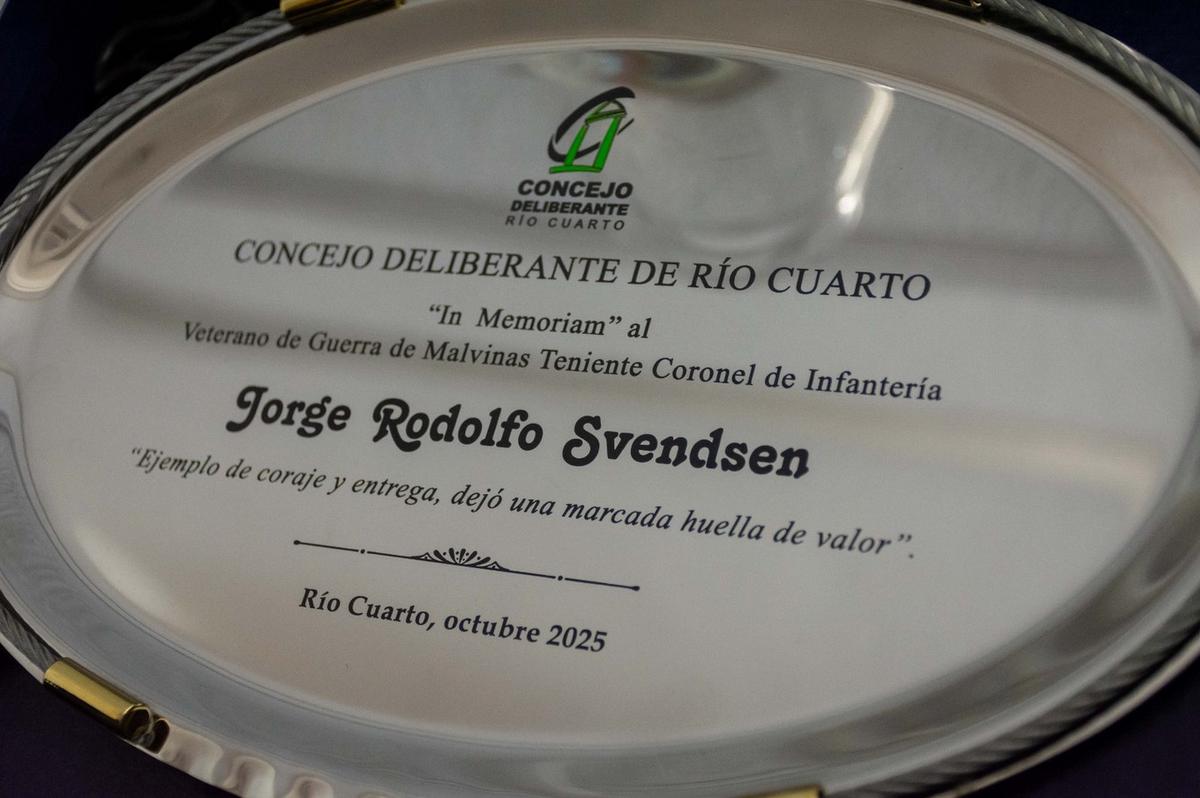 CONCEJO
DELIBERANTE
RÍO CUARTO
CONCEJO DELIBERANTE DE RÍO CUARTO
“In Memoriam” al
Veterano de Guerra de Malvinas Teniente Coronel de Infantería
Jorge Rodolfo Svendsen
“Ejemplo de coraje y entrega, dejó una marcada huella de valor”.
Río Cuarto, octubre 2025